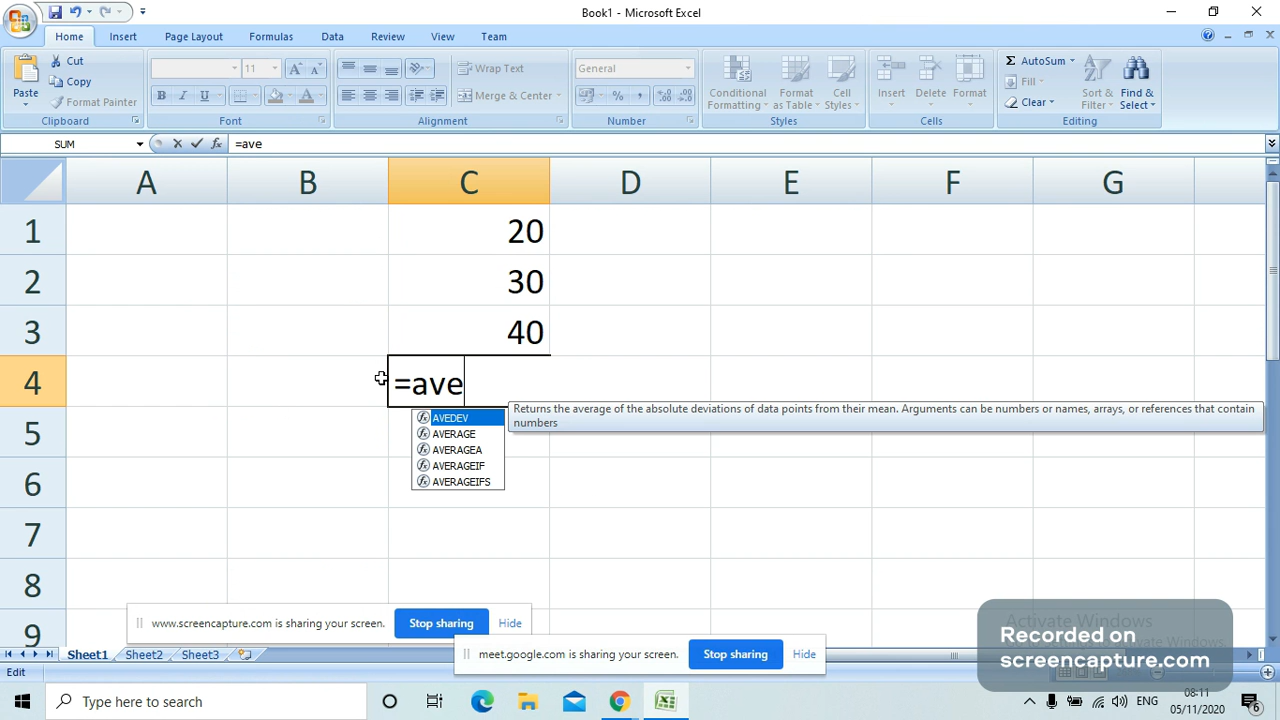 Book1 - Microsoft Excel
Home Insert Page Layout Formulas Data Review View Team
Paste
Cut
Copy
Format Painter
Clipboard
11
B I U
Font
Wrap Text
Merge & Center
Alignment
General
% ,
Number
Conditional Formatting
Format as Table
Cell Styles
Styles
Insert
Delete
Format
Cells
AutoSum
Fill
Clear
Sort & Filter
Find & Select
Editing
SUM
=ave
A B C D E F G
1 20
2 30
3 40
4 =ave
AVEDEV
AVERAGE
AVERAGEA
AVERAGEIF
AVERAGEIFS
Returns the average of the absolute deviations of data points from their mean. Arguments can be numbers or names, arrays, or references that contain
numbers
5
6
7
8
9
www.screencapture.com is sharing your screen. Stop sharing Hide
meet.google.com is sharing your screen. Stop sharing Hide
Activate Windows
Recorded on
screencapture.com
Sheet1 Sheet2 Sheet3
Edit
Type here to search
ENG
08-11
05/11/2020
6